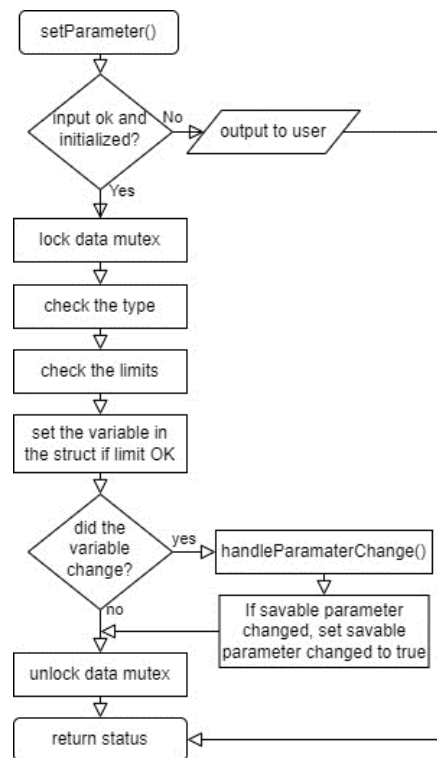 setParameter()
input ok and
initialized?
No
output to user
Yes
lock data mutex
check the type
check the limits
set the variable in
the struct if limit OK
did the
variable
change?
yes
handleParamaterChange()
no
If savable parameter
changed, set savable
parameter changed to true
unlock data mutex
return status